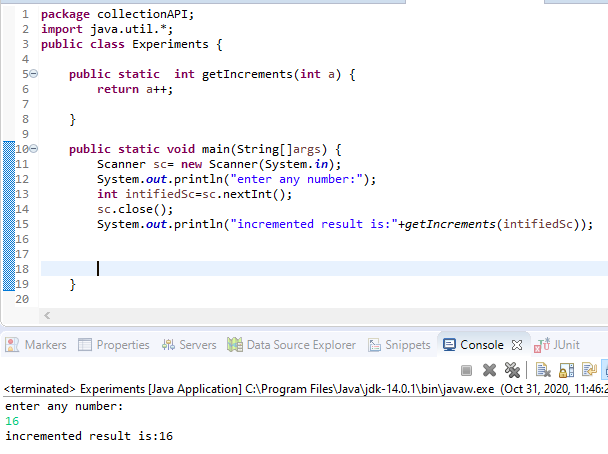 1 package collectionAPI;
2 import java.util.*;
3 public class Experiments {
4
5 public static  int getIncrements(int a) {
6 return a++;
7
8 }
9
10 public static void main(String[]args) {
11 Scanner sc= new Scanner(System.in);
12 System.out.println("enter any number:");
13 int intifiedSc=sc.nextInt();
14 sc.close();
15 System.out.println("incremented result is:"+getIncrements(intifiedSc));
16
17
18
19 }
20
Markers Properties Servers Data Source Explorer Snippets Console JUnit
<terminated> Experiments [Java Application] C:\Program Files\Java\jdk-14.0.1\bin\javaw.exe (Oct 31, 2020, 11:46:2
enter any number:
16
incremented result is:16